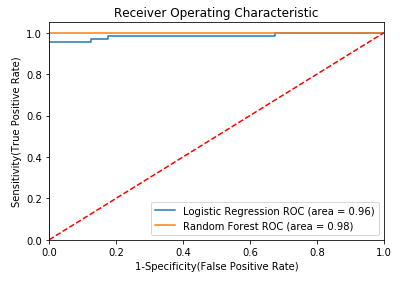 Receiver Operating Characteristic
Sensitivity(True Positive Rate)
1.0
0.8
0.6
0.4
0.2
0.0
Logistic Regression ROC (area = 0.96)
Random Forest ROC (area = 0.98)
0.0 0.2 0.4 0.6 0.8 1.0
1-Specificity(False Positive Rate)